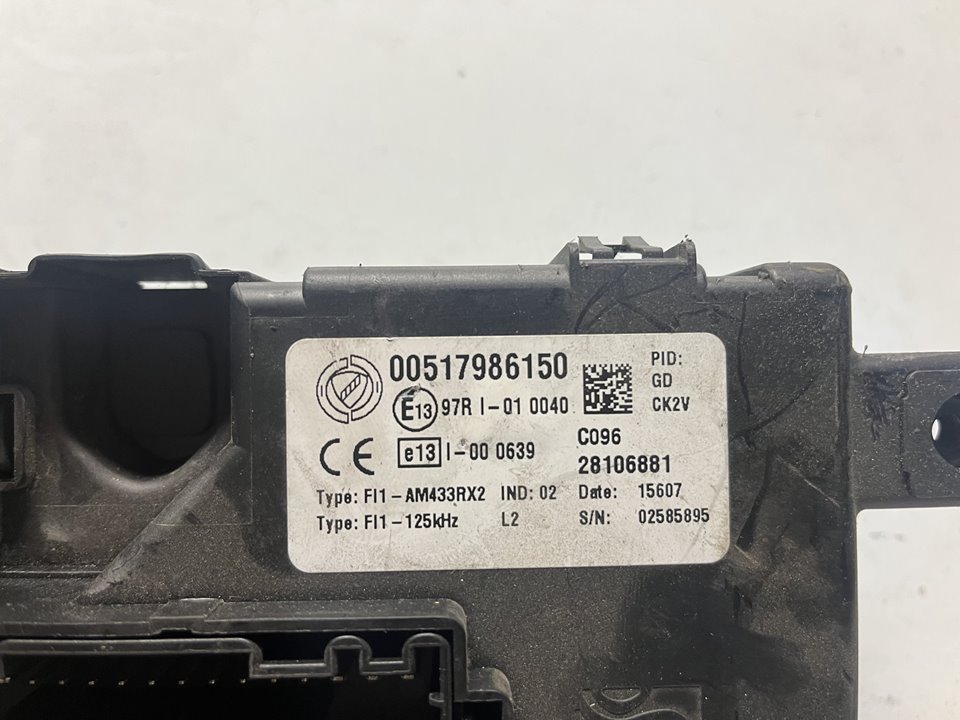 00517986150
PID:
GD
CK2V
E13 97R I-01 0040
CE e13 I-00 0639
C096
28106881
Type: FI1-AM433RX2 IND: 02 Date: 15607
Type: FI1-125kHz L2 S/N: 02585895